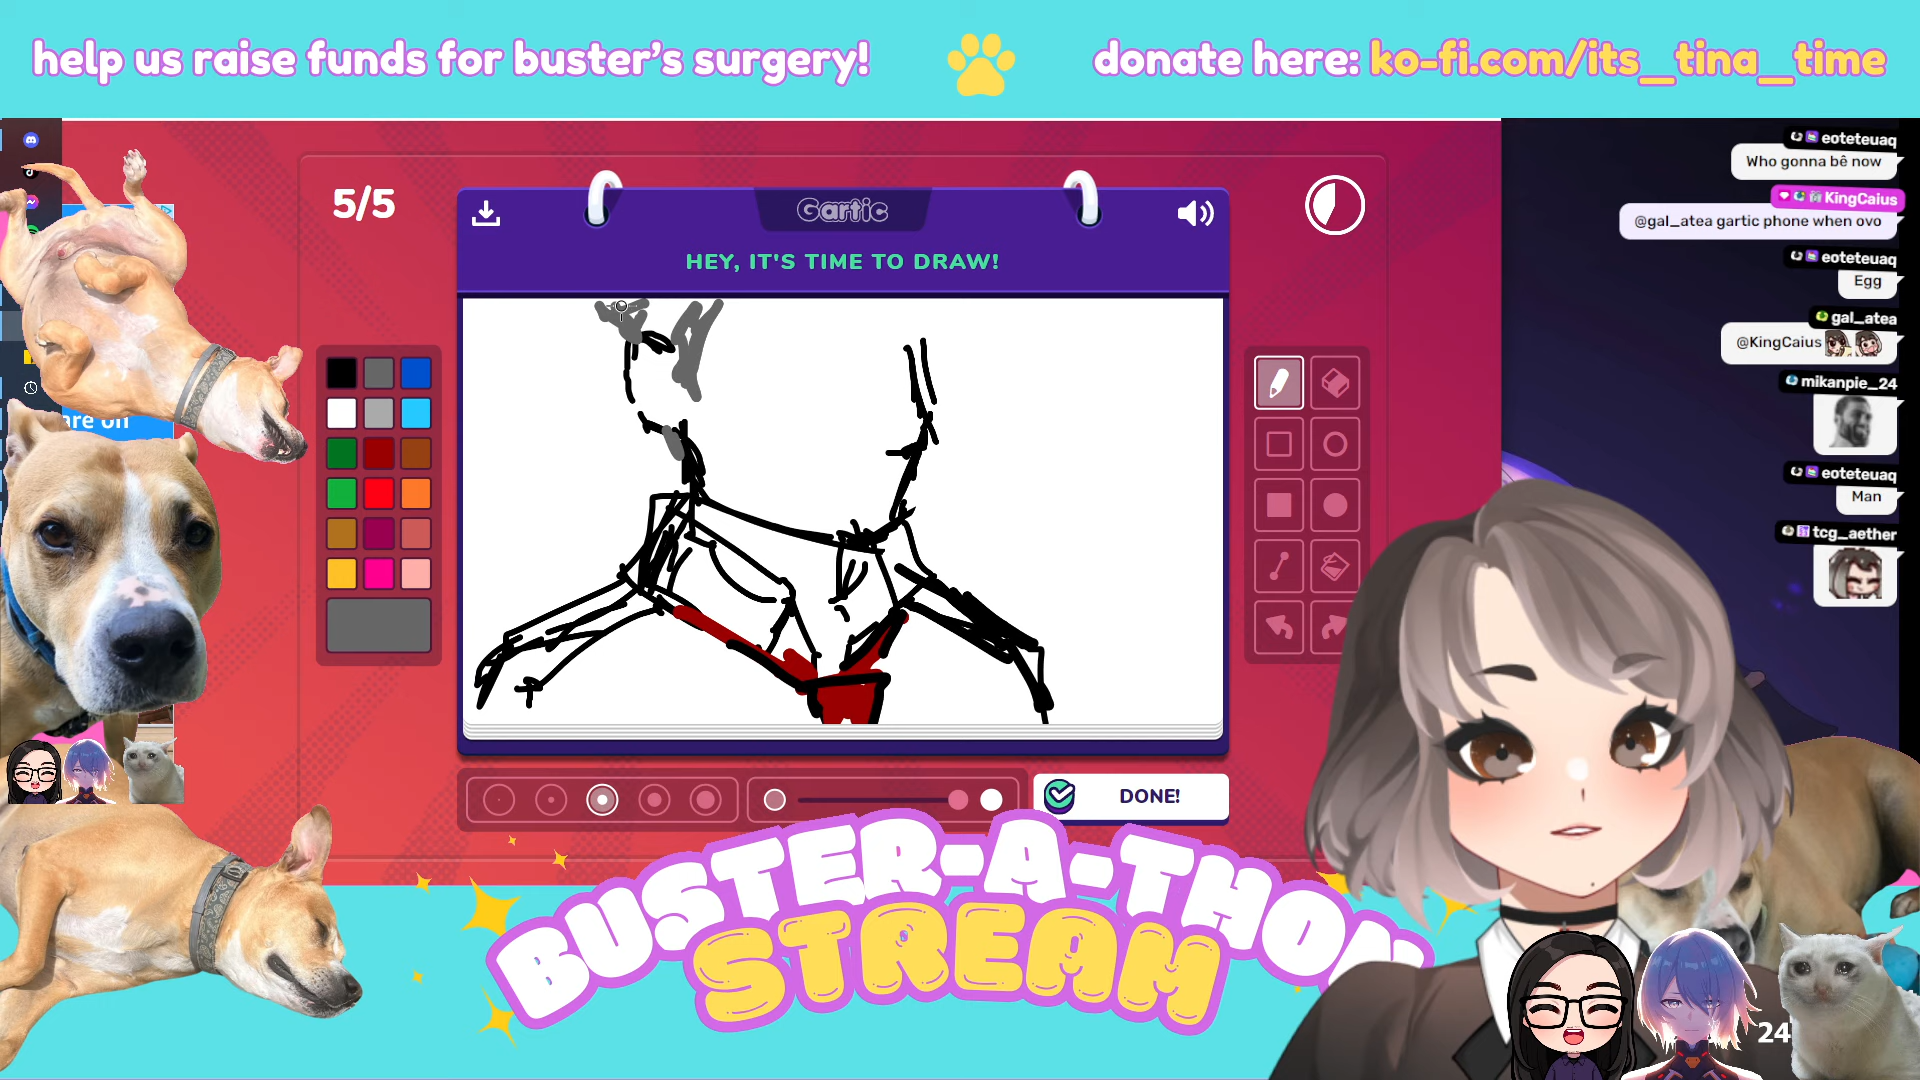 help us raise funds for buster's surgery!
donate here: ko-fi.com/its_tina_time
5/5
Gartic
HEY, IT'S TIME TO DRAW!
are on
DONE!
BUSTER-A-THON
STREAM
eoteteuaq
Who gonna bê now
KingCaius
@gal_atea gartic phone when ovo
eoteteuaq
Egg
gal_atea
@KingCaius
mikanpie_24
eoteteuaq
Man
tcg_aether
24